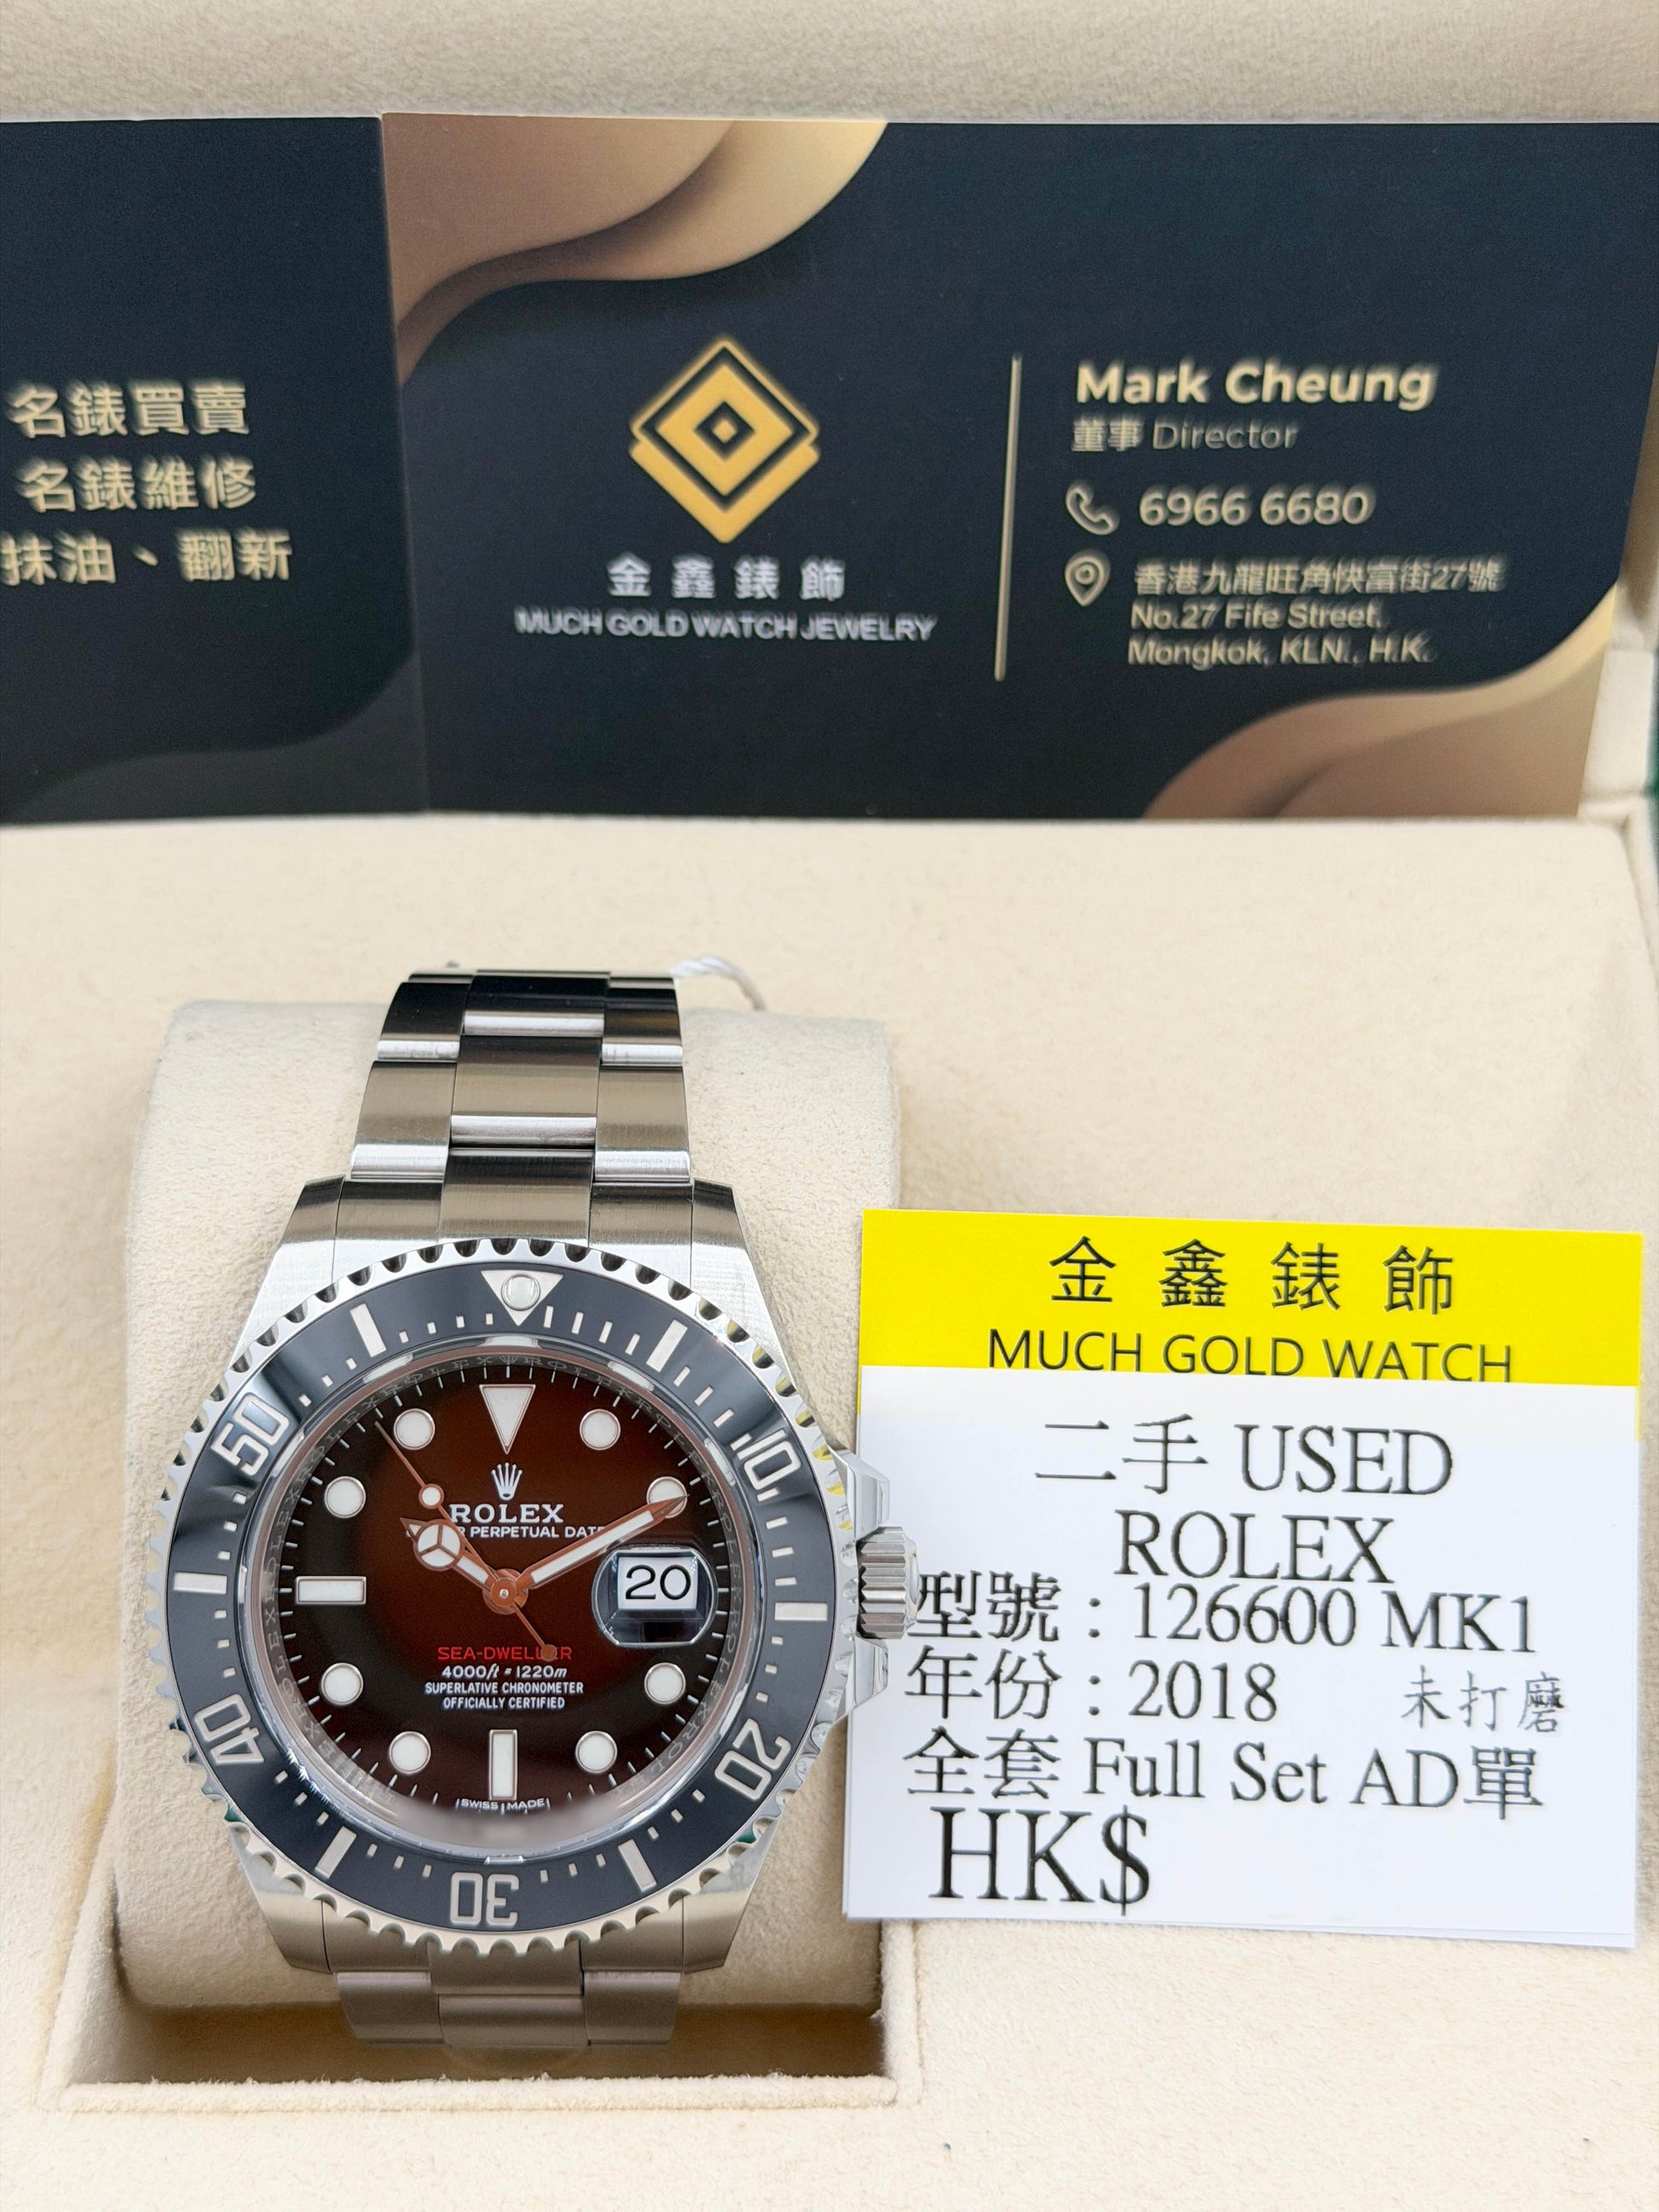 名錶買賣
名錶維修
抹油、翻新
金鑫錶飾
MUCH GOLD WATCH JEWELRY
Mark Cheung
董事 Director
6966 6680
香港九龍旺角快富街27號
No.27 Fife Street,
Mongkok, KLN., H.K.
10
20
30
40
50
ROLEX
PERPETUAL DATE
20
SEA-DWELLER
4000ft = 1220m
SUPERLATIVE CHRONOMETER
OFFICIALLY CERTIFIED
SWISS MADE
金鑫錶飾
MUCH GOLD WATCH
二手 USED
ROLEX
型號：126600 MK1
年份：2018 未打磨
全套 Full Set AD單
HK$